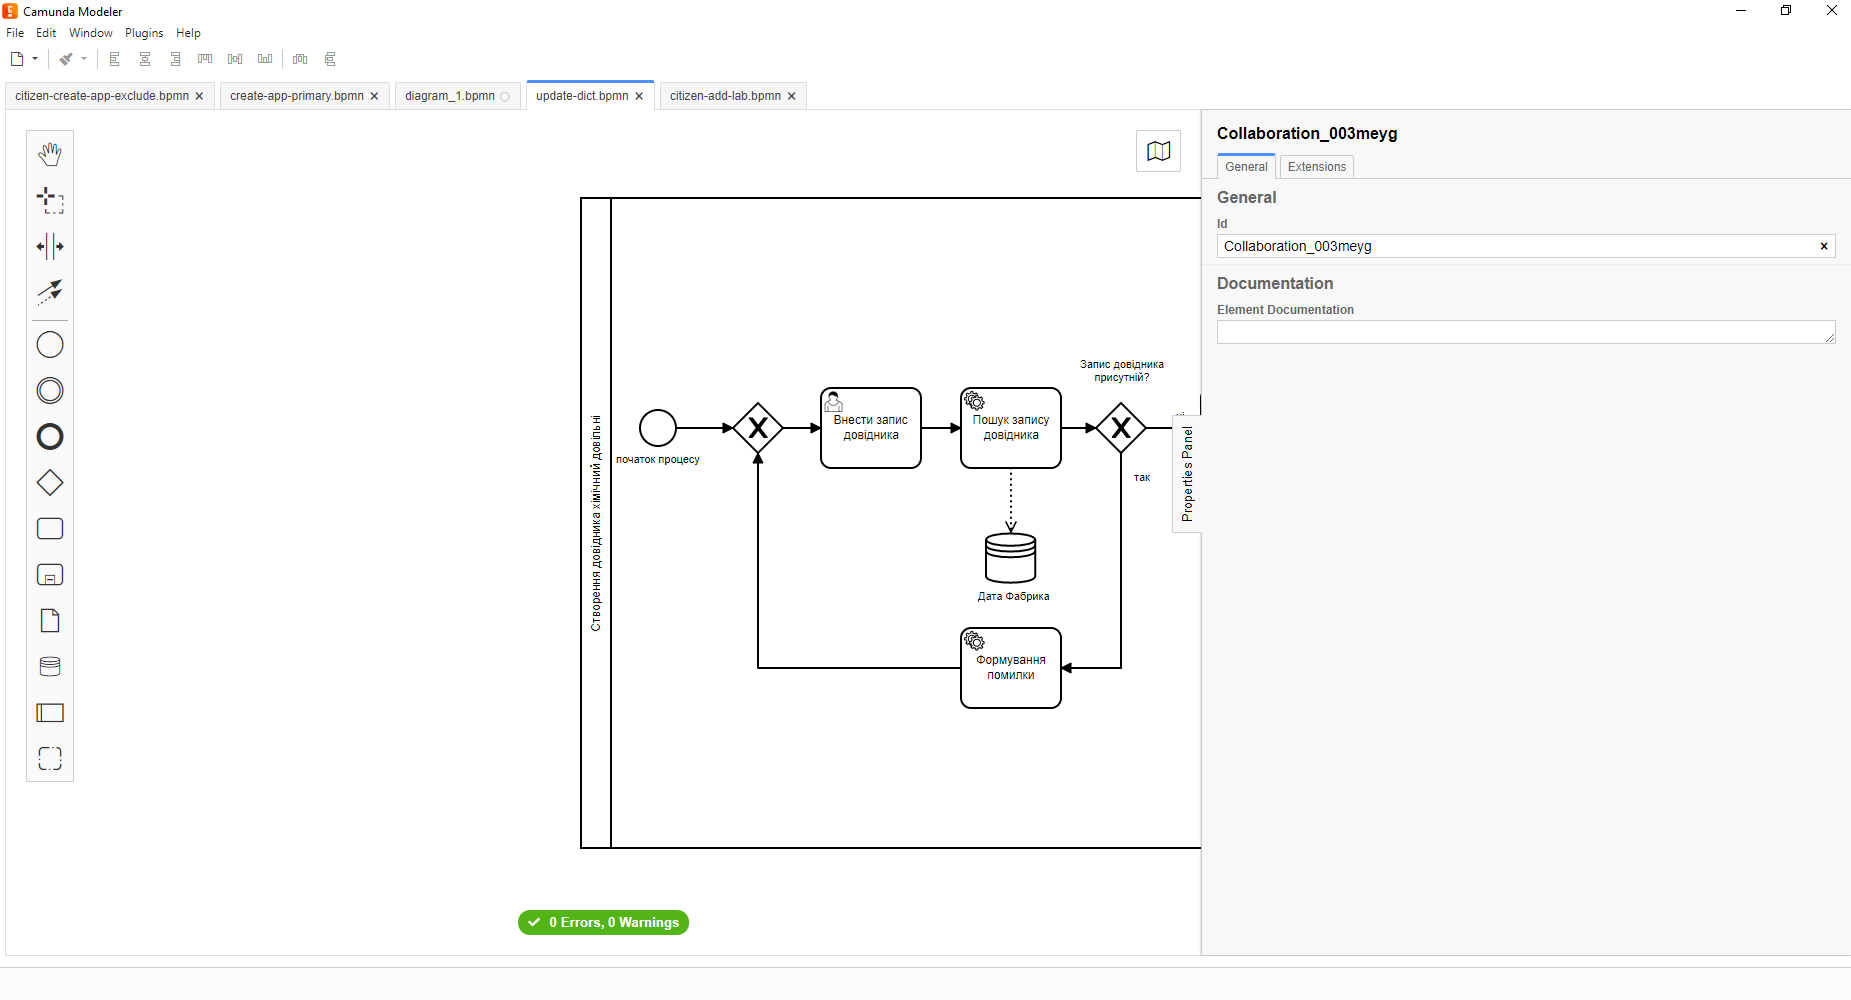 Camunda Modeler
File Edit Window Plugins Help
citizen-create-app-exclude.bpmn create-app-primary.bpmn diagram_1.bpmn update-dict.bpmn citizen-add-lab.bpmn
Collaboration_003meyg
General Extensions
General
Id
Collaboration_003meyg
Documentation
Element Documentation
Створення довідника хімічний довільні
початок процесу
Внести запис
довідника
Пошук запису
довідника
Запис довідника
присутній?
так
Properties Panel
Дата Фабрика
Формування
помилки
0 Errors, 0 Warnings